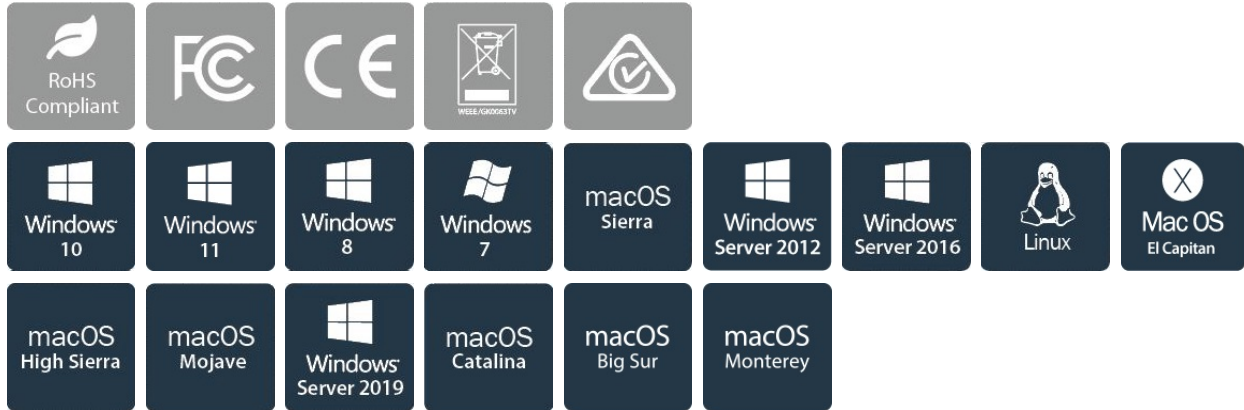 RoHS
Compliant
FC
CE
WEEE/GK0063TV
Windows
10
Windows
11
Windows
8
Windows
7
macOS
Sierra
Windows
Server 2012
Windows
Server 2016
Linux
X
Mac OS
El Capitan
macOS
High Sierra
macOS
Mojave
Windows
Server 2019
macOS
Catalina
macOS
Big Sur
macOS
Monterey